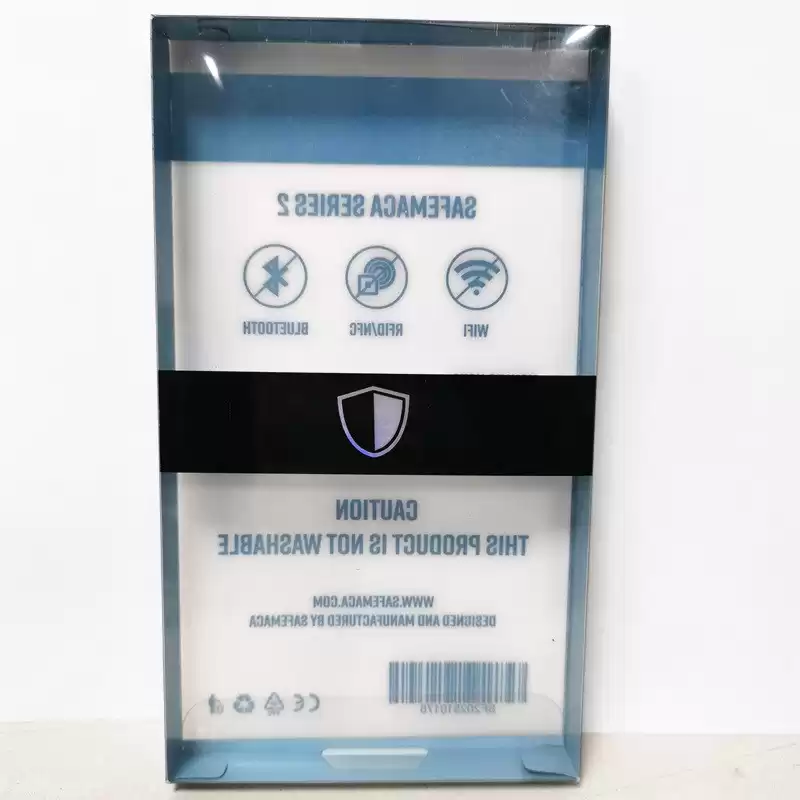 SAFEMACA SERIES 2
BLUETOOTH RFID/NFC WIFI
CAUTION
THIS PRODUCT IS NOT WASHABLE
WWW.SAFEMACA.COM
DESIGNED AND MANUFACTURED BY SAFEMACA
CE